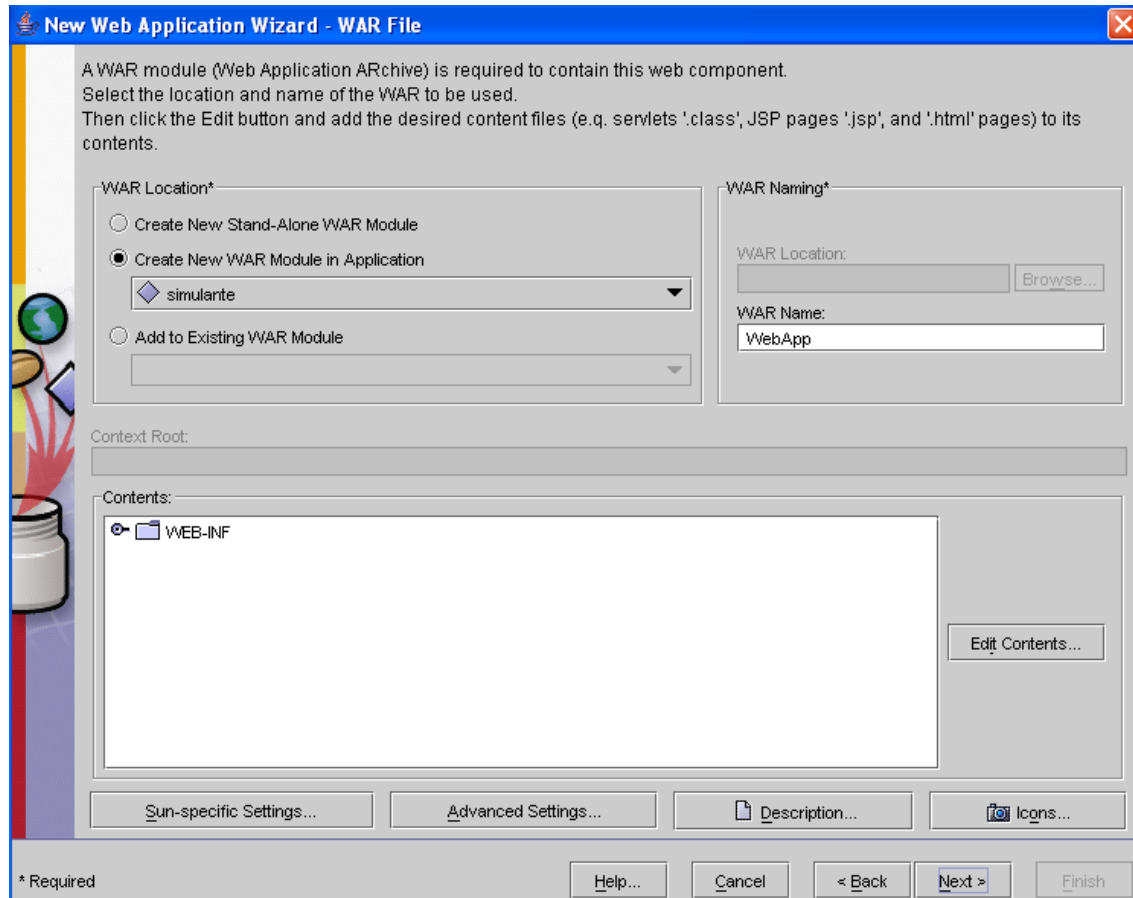 New Web Application Wizard - WAR File
A WAR module (Web Application ARchive) is required to contain this web component.
Select the location and name of the WAR to be used.
Then click the Edit button and add the desired content files (e.q. servlets '.class', JSP pages '.jsp', and '.html' pages) to its
contents.
WAR Location*
Create New Stand-Alone WAR Module
Create New WAR Module in Application
simulante
Add to Existing WAR Module
WAR Naming*
WAR Location:
Browse...
WAR Name:
WebApp
Context Root:
Contents:
WEB-INF
Edit Contents...
Sun-specific Settings...
Advanced Settings...
Description...
Icons...
* Required
Help...
Cancel
< Back
Next >
Finish